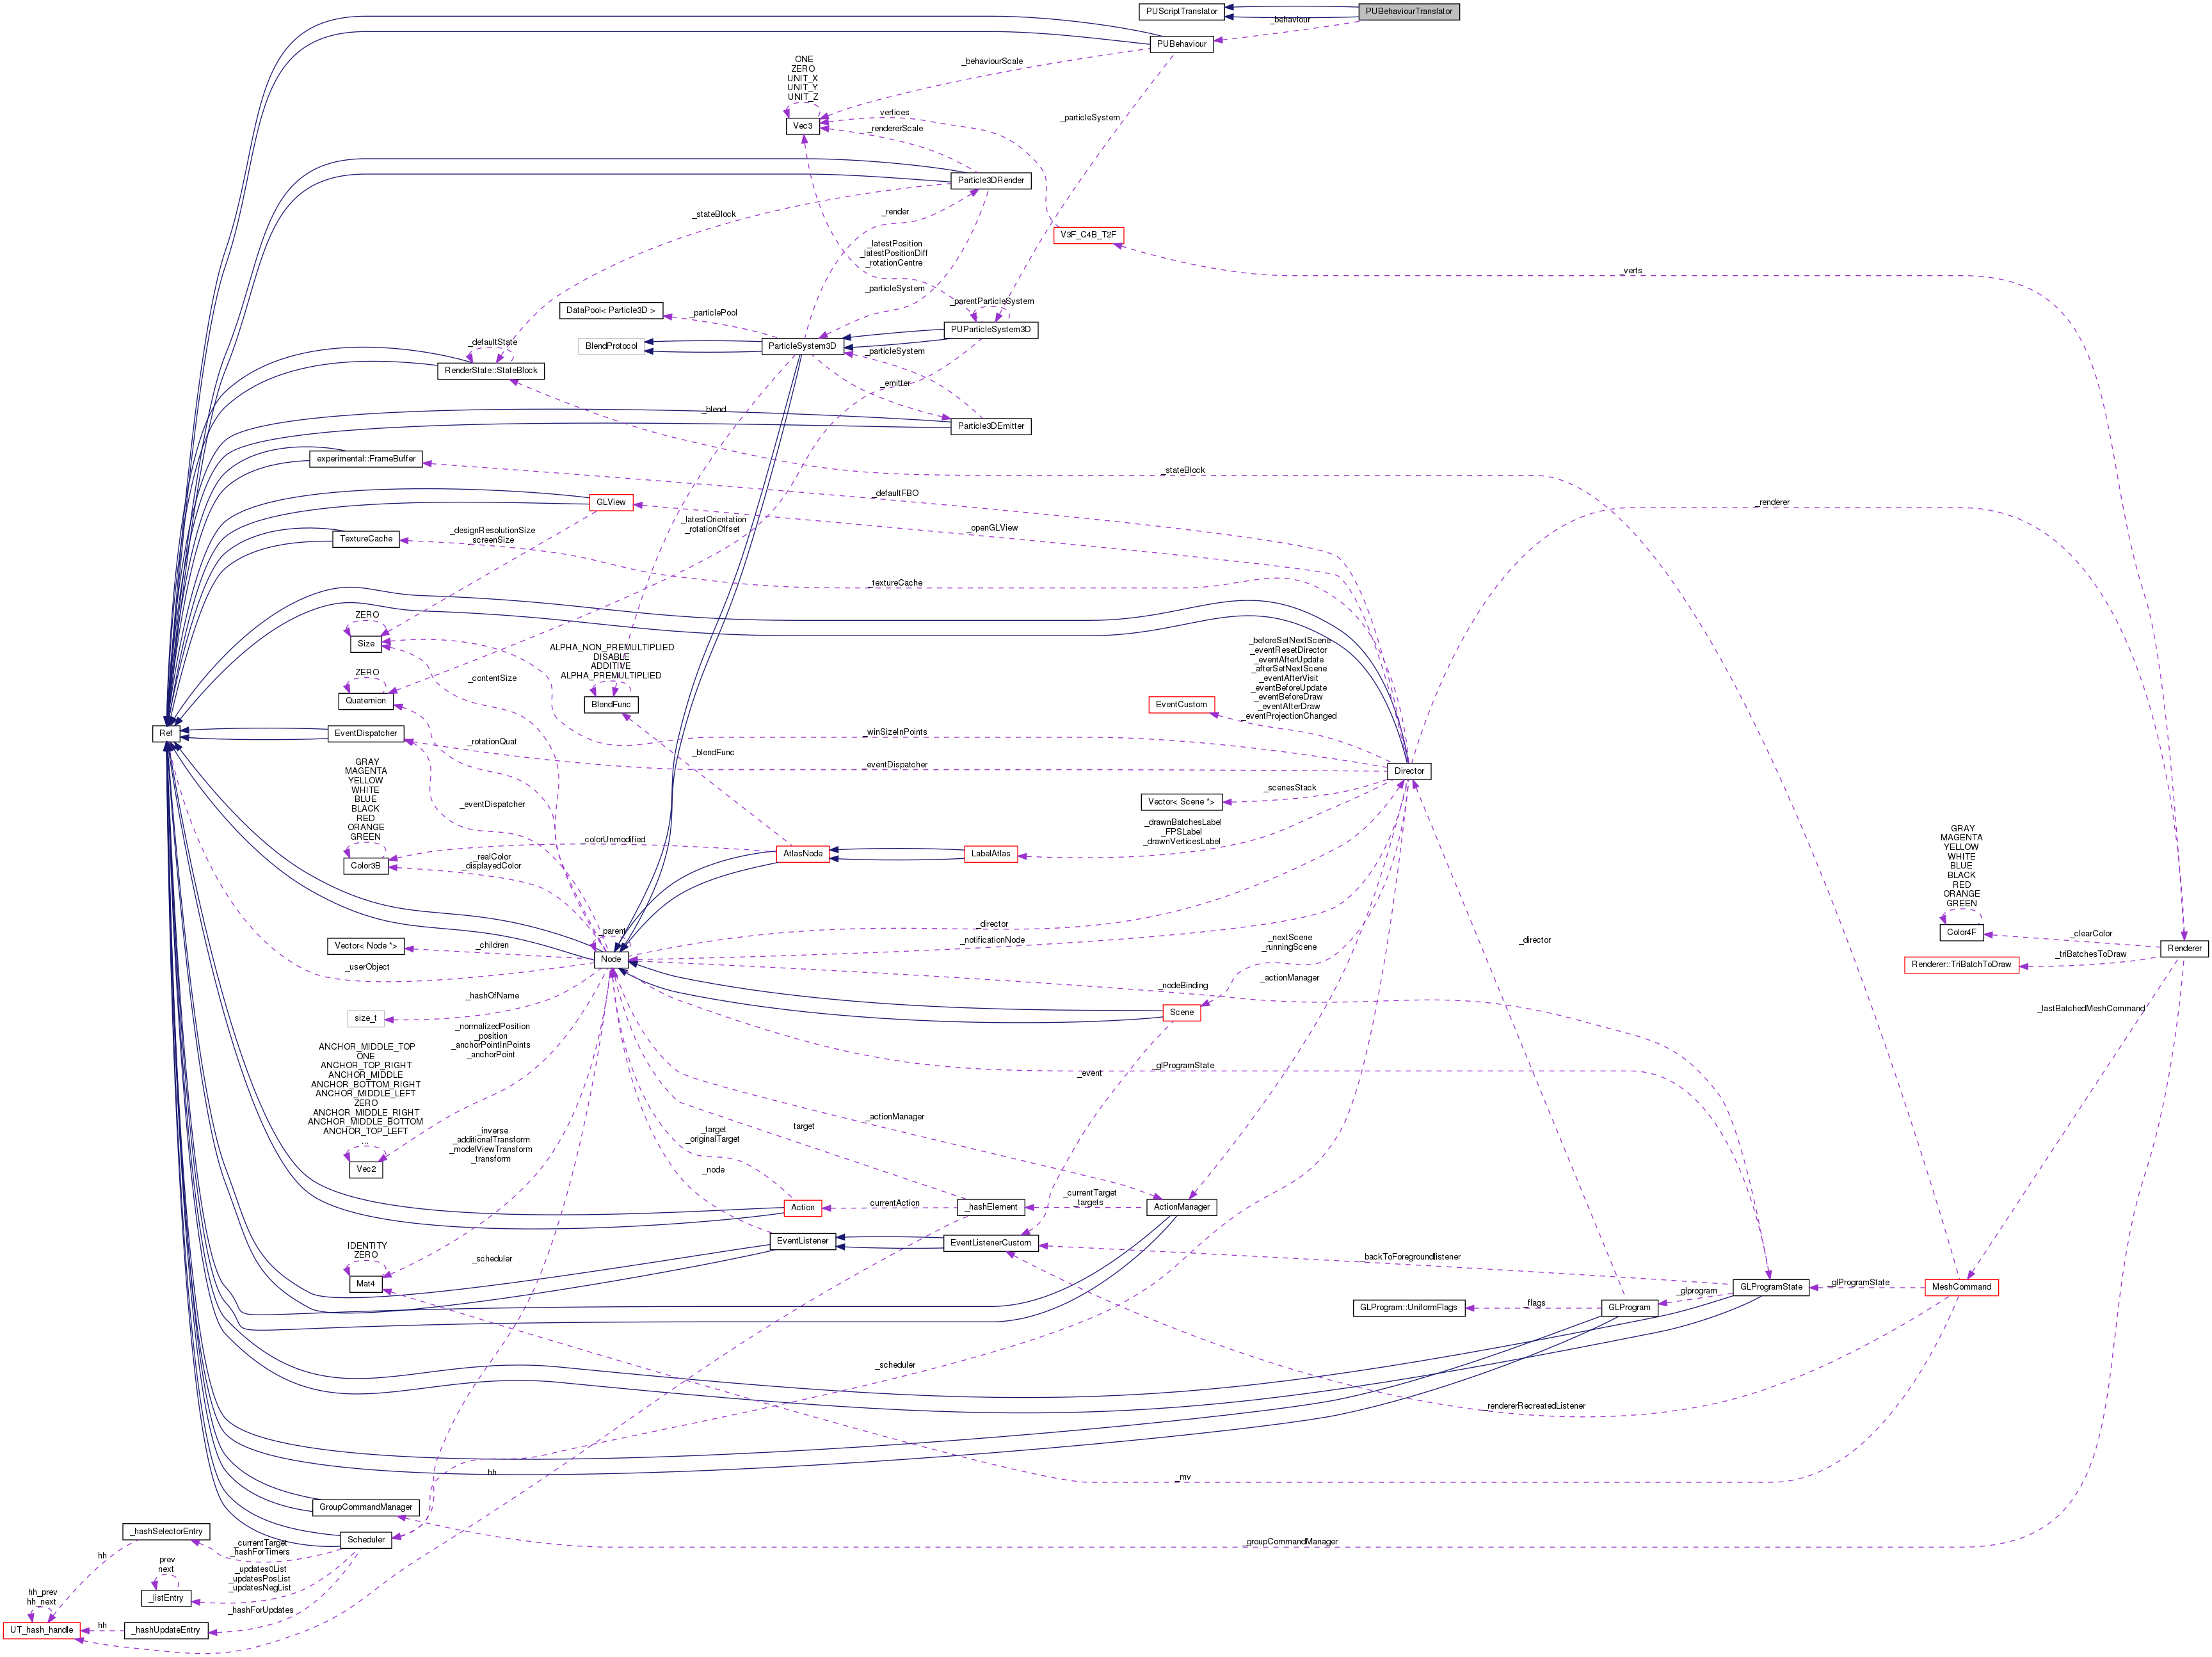 PUScriptTranslator
PUBehaviourTranslator
_behaviour
PUBehaviour
ONE
ZERO
UNIT_X
UNIT_Y
UNIT_Z
_behaviourScale
vertices
_particleSystem
Vec3
_rendererScale
Particle3DRender
_stateBlock
_render
V3F_C4B_T2F
_latestPosition
_latestPositionDiff
_rotationCentre
_verts
_particleSystem
_parentParticleSystem
DataPool< Particle3D >
_particlePool
PUParticleSystem3D
_defaultState
BlendProtocol
ParticleSystem3D
_particleSystem
RenderState::StateBlock
_emitter
_blend
Particle3DEmitter
experimental::FrameBuffer
_stateBlock
_defaultFBO
GLView
_renderer
_designResolutionSize
_screenSize
_latestOrientation
_rotationOffset
_openGLView
TextureCache
_textureCache
ZERO
Size
ALPHA_NON_PREMULTIPLIED
DISABLE
ADDITIVE
ALPHA_PREMULTIPLIED
_beforeSetNextScene
_eventResetDirector
_eventAfterUpdate
_afterSetNextScene
_eventAfterVisit
_eventBeforeUpdate
_eventBeforeDraw
_eventAfterDraw
_eventProjectionChanged
ZERO
_contentSize
Quaternion
BlendFunc
EventCustom
Ref
EventDispatcher
_rotationQuat
_blendFunc
_winSizeInPoints
_eventDispatcher
Director
GRAY
MAGENTA
YELLOW
WHITE
BLUE
BLACK
RED
ORANGE
GREEN
_eventDispatcher
Vector< Scene *>
_scenesStack
_drawnBatchesLabel
_FPSLabel
_drawnVerticesLabel
_colorUnmodified
AtlasNode
LabelAtlas
Color3B
_realColor
_displayedColor
GRAY
MAGENTA
YELLOW
WHITE
BLUE
BLACK
RED
ORANGE
GREEN
Color4F
_clearColor
Renderer
_parent
_director
Vector< Node *>
_children
Node
_notificationNode
_nextScene
_runningScene
_director
_triBatchesToDraw
Renderer::TriBatchToDraw
_userObject
_actionManager
_nodeBinding
_hashOfName
size_t
Scene
_lastBatchedMeshCommand
_normalizedPosition
_position
_anchorPointInPoints
_anchorPoint
ANCHOR_MIDDLE_TOP
ONE
ANCHOR_TOP_RIGHT
ANCHOR_MIDDLE
ANCHOR_BOTTOM_RIGHT
ANCHOR_MIDDLE_LEFT
ZERO
ANCHOR_MIDDLE_RIGHT
ANCHOR_MIDDLE_BOTTOM
ANCHOR_TOP_LEFT
...
_event
_glProgramState
_actionManager
_inverse
_additionalTransform
_modelViewTransform
_transform
_target
_originalTarget
target
Vec2
_node
_currentTarget
_targets
Action
currentAction
_hashElement
ActionManager
IDENTITY
ZERO
EventListener
EventListenerCustom
_scheduler
_backToForegroundlistener
Mat4
GLProgramState
_glProgramState
MeshCommand
_glprogram
GLProgram::UniformFlags
_flags
GLProgram
_scheduler
_rendererRecreatedListener
hh
_mv
GroupCommandManager
_hashSelectorEntry
Scheduler
_groupCommandManager
_currentTarget
_hashForTimers
hh
prev
next
_updates0List
_updatesPosList
_updatesNegList
_listEntry
hh_prev
hh_next
_hashForUpdates
hh
UT_hash_handle
_hashUpdateEntry